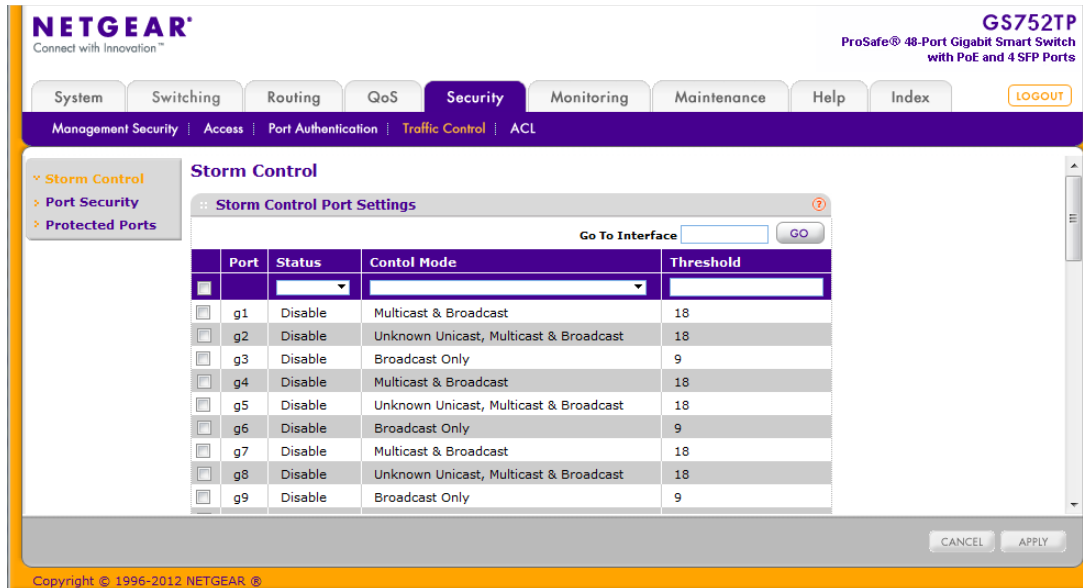 NETGEAR®
Connect with Innovation™
GS752TP
ProSafe® 48-Port Gigabit Smart Switch
with PoE and 4 SFP Ports
System Switching Routing QoS Security Monitoring Maintenance Help Index LOGOUT
Management Security Access Port Authentication Traffic Control ACL
Storm Control
Port Security
Protected Ports
Storm Control
Storm Control Port Settings ?
Go To Interface GO
Port Status Contol Mode Threshold
g1 Disable Multicast & Broadcast 18
g2 Disable Unknown Unicast, Multicast & Broadcast 18
g3 Disable Broadcast Only 9
g4 Disable Multicast & Broadcast 18
g5 Disable Unknown Unicast, Multicast & Broadcast 18
g6 Disable Broadcast Only 9
g7 Disable Multicast & Broadcast 18
g8 Disable Unknown Unicast, Multicast & Broadcast 18
g9 Disable Broadcast Only 9
CANCEL APPLY
Copyright © 1996-2012 NETGEAR ®